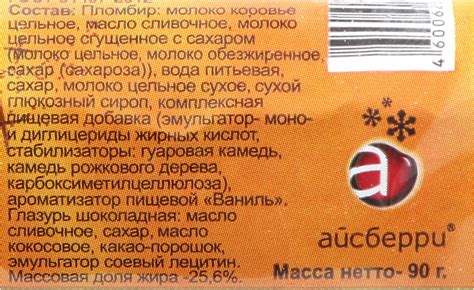 Состав: Пломбир: молоко коровье
цельное, масло сливочное, молоко
цельное сгущенное с сахаром
(молоко цельное, молоко обезжиренное,
сахар (сахароза)), вода питьевая,
сахар, молоко цельное сухое, сухой
глюкозный сироп, комплексная
пищевая добавка (эмульгатор- моно-
и диглицериды жирных кислот,
стабилизаторы: гуаровая камедь,
камедь рожкового дерева,
карбоксиметилцеллюлоза),
ароматизатор пищевой «Ваниль».
Глазурь шоколадная: масло
сливочное, сахар, масло
кокосовое, какао-порошок,
эмульгатор соевый лецитин.
Массовая доля жира -25,6%.
4 60062
а
айсберри®
Масса нетто- 90 г.